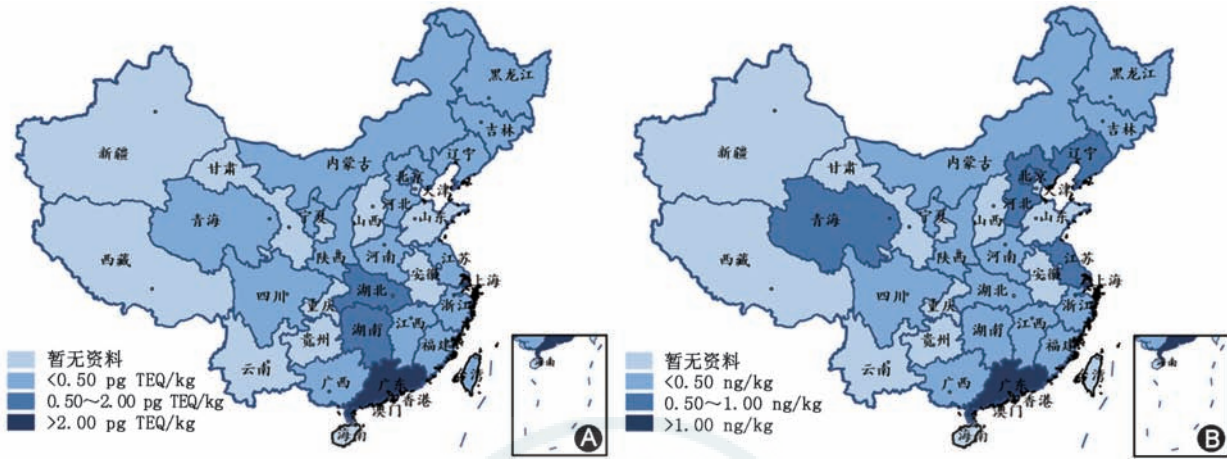 黑龙江
吉林
辽宁
新疆
甘肃
内蒙古
北京
天津
河北
山西
山东
青海
宁夏
陕西
河南
江苏
西藏
安徽
上海
四川
重庆
湖北
浙江
贵州
湖南
江西
福建
云南
广西
广东
台湾
香港
澳门
海南
海南
暂无资料
<0.50 pg TEQ/kg
0.50~2.00 pg TEQ/kg
>2.00 pg TEQ/kg
A
黑龙江
吉林
辽宁
新疆
甘肃
内蒙古
北京
天津
河北
山西
山东
青海
宁夏
陕西
河南
江苏
西藏
安徽
上海
四川
重庆
湖北
浙江
贵州
湖南
江西
福建
云南
广西
广东
台湾
香港
澳门
海南
海南
暂无资料
<0.50 ng/kg
0.50~1.00 ng/kg
>1.00 ng/kg
B